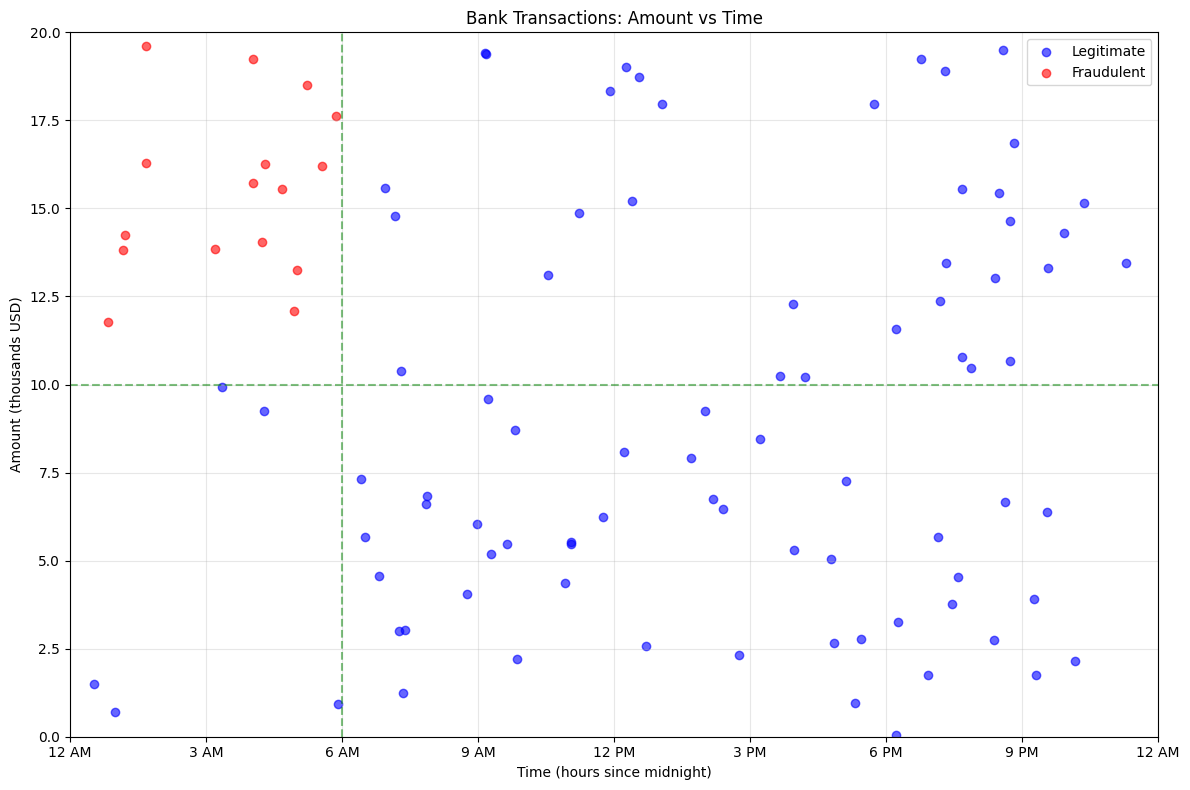 Bank Transactions: Amount vs Time
Legitimate
Fraudulent
Amount (thousands USD)
20.0
17.5
15.0
12.5
10.0
7.5
5.0
2.5
0.0
12 AM 3 AM 6 AM 9 AM 12 PM 3 PM 6 PM 9 PM 12 AM
Time (hours since midnight)